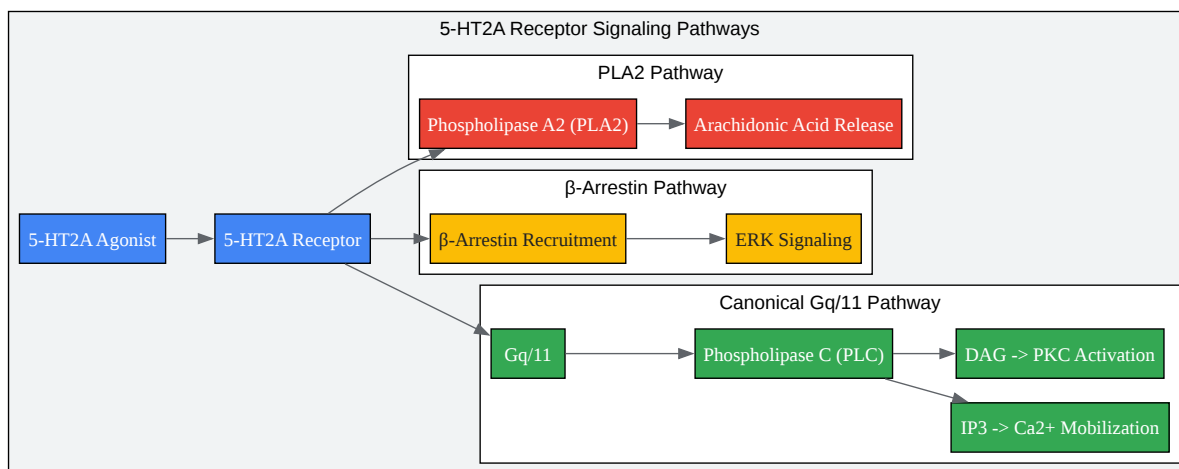 5-HT2A Receptor Signaling Pathways
PLA2 Pathway
Phospholipase A2 (PLA2)
Arachidonic Acid Release
β-Arrestin Pathway
5-HT2A Agonist
5-HT2A Receptor
β-Arrestin Recruitment
ERK Signaling
Canonical Gq/11 Pathway
Gq/11
Phospholipase C (PLC)
DAG -> PKC Activation
IP3 -> Ca2+ Mobilization